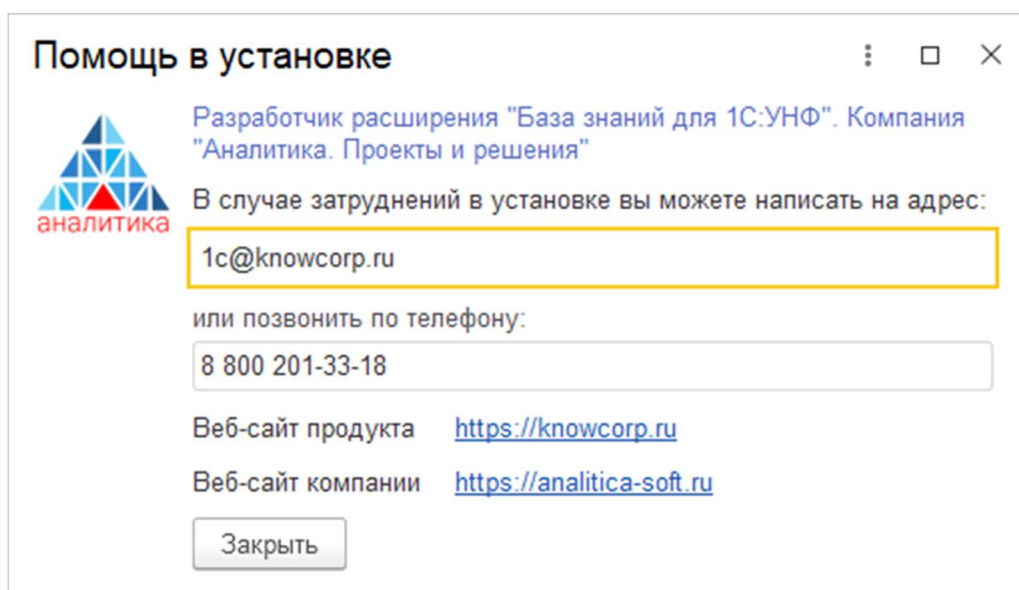 Помощь в установке
Разработчик расширения "База знаний для 1С:УНФ". Компания
"Аналитика. Проекты и решения"
аналитика
В случае затруднений в установке вы можете написать на адрес:
1c@knowcorp.ru
или позвонить по телефону:
8 800 201-33-18
Веб-сайт продукта https://knowcorp.ru
Веб-сайт компании https://analitica-soft.ru
Закрыть